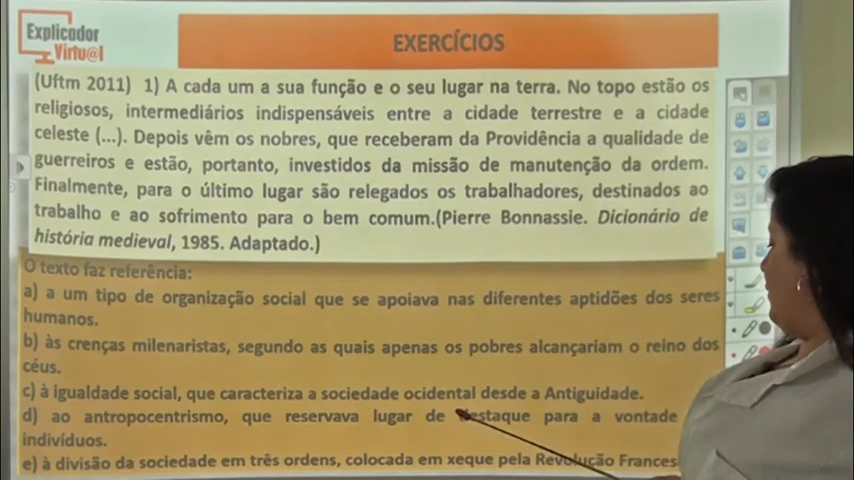 Explicador
Virtu@l
EXERCÍCIOS
(Uftm 2011) 1) A cada um a sua função e o seu lugar na terra. No topo estão os
religiosos, intermediários indispensáveis entre a cidade terrestre e a cidade
celeste (...). Depois vêm os nobres, que receberam da Providência a qualidade de
guerreiros e estão, portanto, investidos da missão de manutenção da ordem.
Finalmente, para o último lugar são relegados os trabalhadores, destinados ao
trabalho e ao sofrimento para o bem comum.(Pierre Bonnassie. Dicionário de
história medieval, 1985. Adaptado.)
O texto faz referência:
a) a um tipo de organização social que se apoiava nas diferentes aptidões dos seres
humanos.
b) às crenças milenaristas, segundo as quais apenas os pobres alcançariam o reino dos
céus.
c) à igualdade social, que caracteriza a sociedade ocidental desde a Antiguidade.
d) ao antropocentrismo, que reservava lugar de destaque para a vontade
indivíduos.
e) à divisão da sociedade em três ordens, colocada em xeque pela Revolução Frances